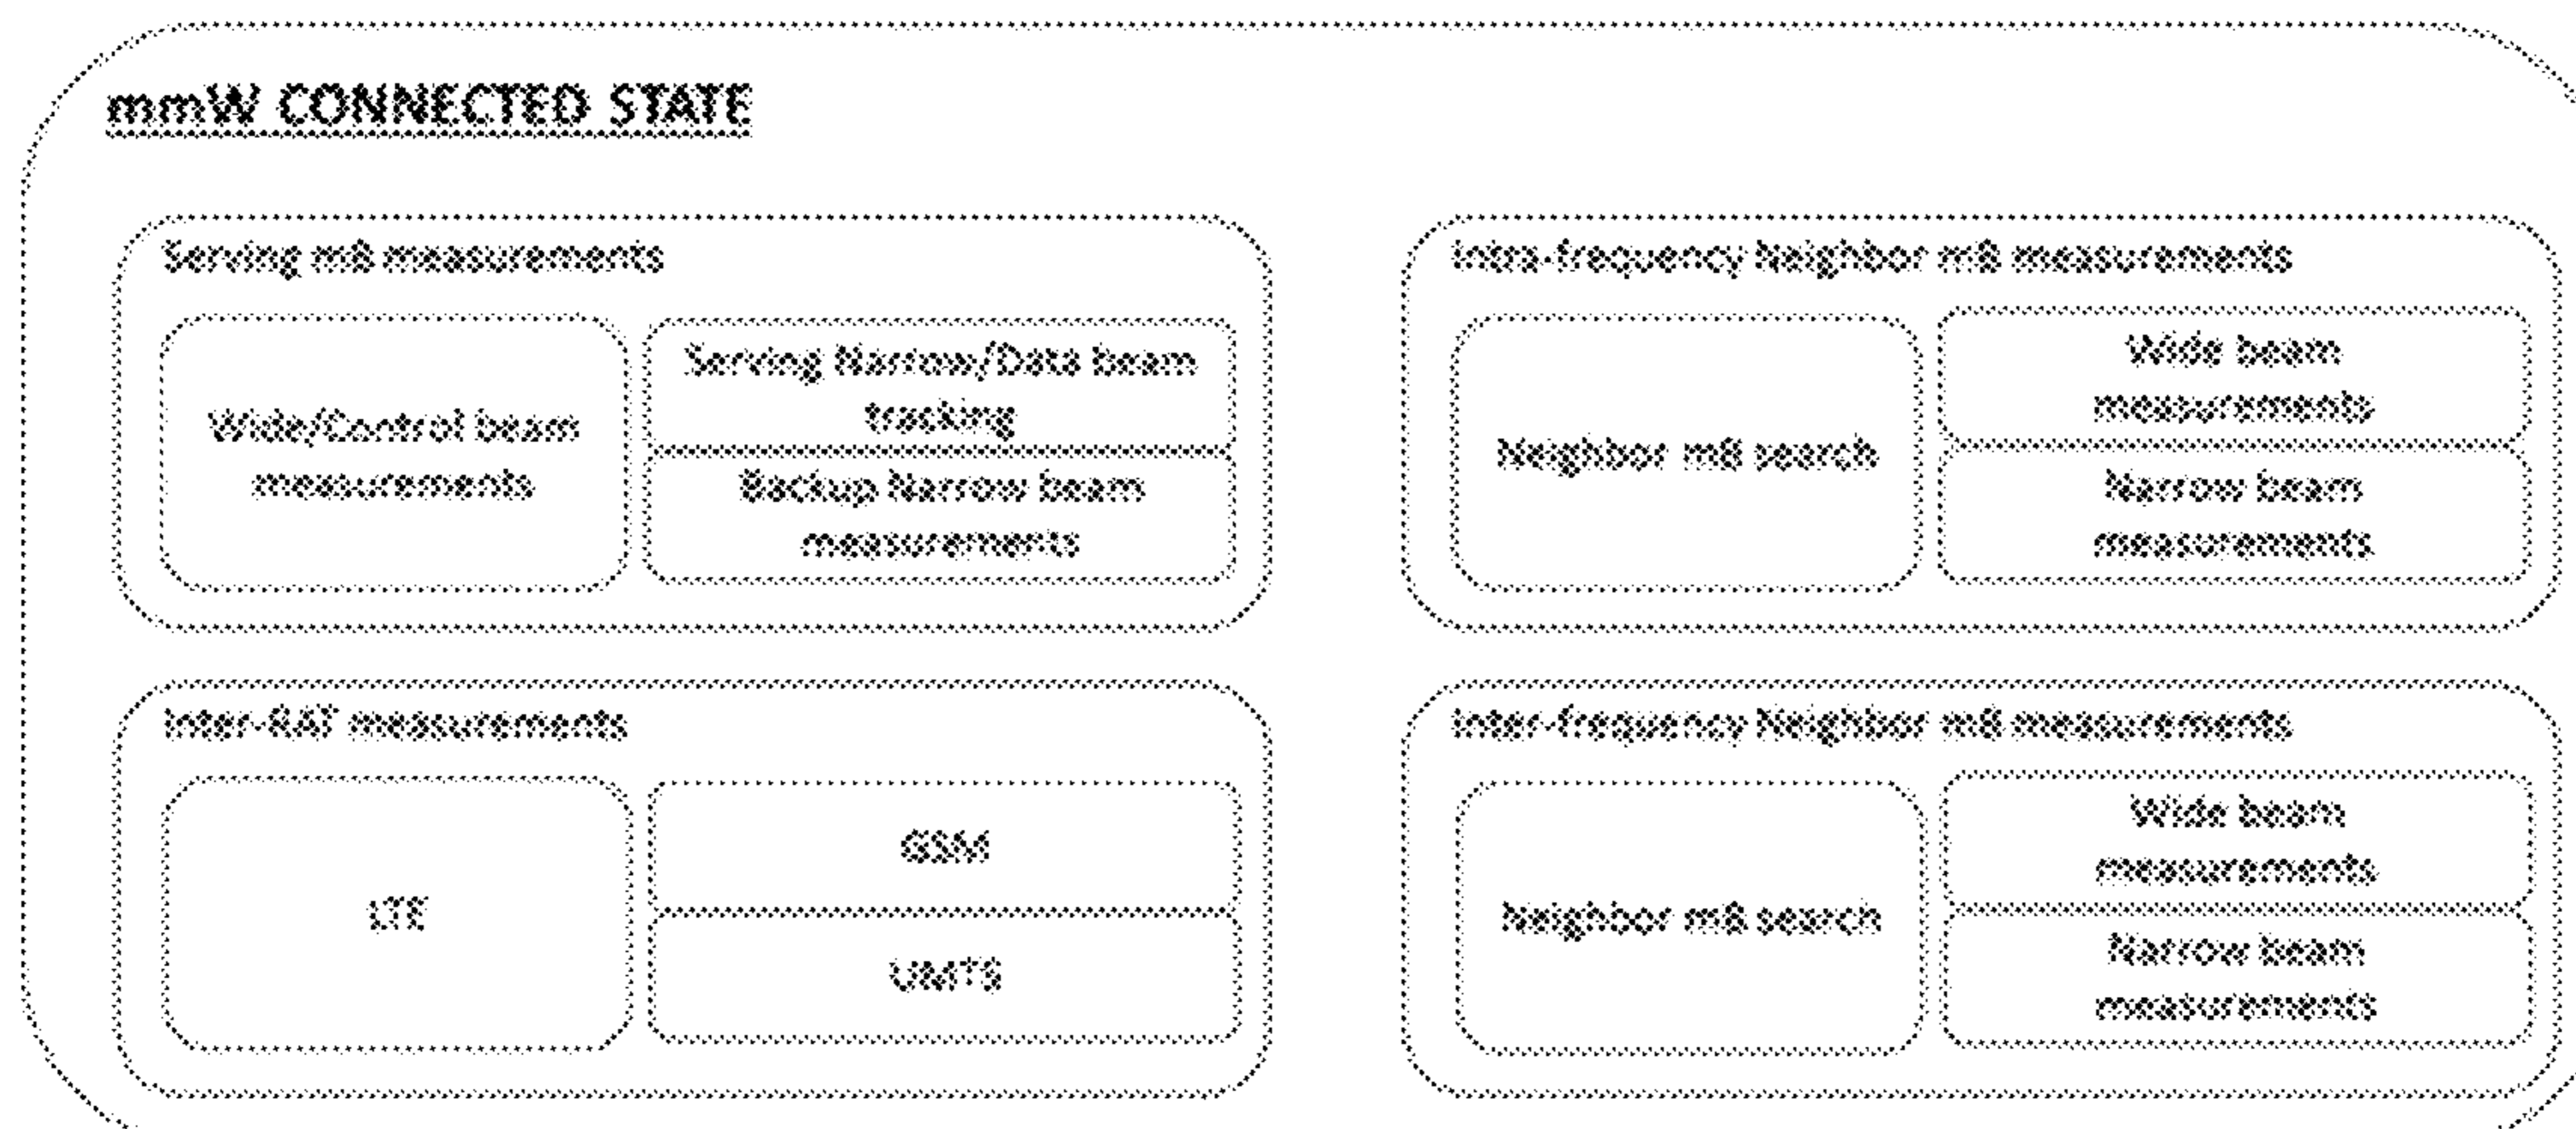 mmW CONNECTED STATE
Serving mB measurements
Wide/Control beam
measurements
Serving Narrow/Data beam
tracking
Backup Narrow beam
measurements
Intra-frequency Neighbor mB measurements
Neighbor mB search
Wide beam
measurements
Narrow beam
measurements
Inter-RAT measurements
LTE
GSM
UMTS
Inter-frequency Neighbor mB measurements
Neighbor mB search
Wide beam
measurements
Narrow beam
measurements